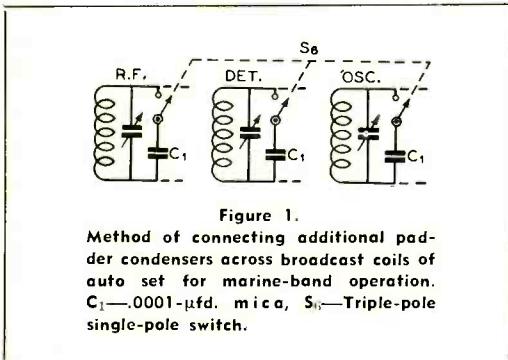 S6
R.F. DET. OSC.
C1 C1 C1
Figure 1.
Method of connecting additional pad-
der condensers across broadcast coils of
auto set for marine-band operation.
C1—.0001-μfd. mica, S6—Triple-pole
single-pole switch.